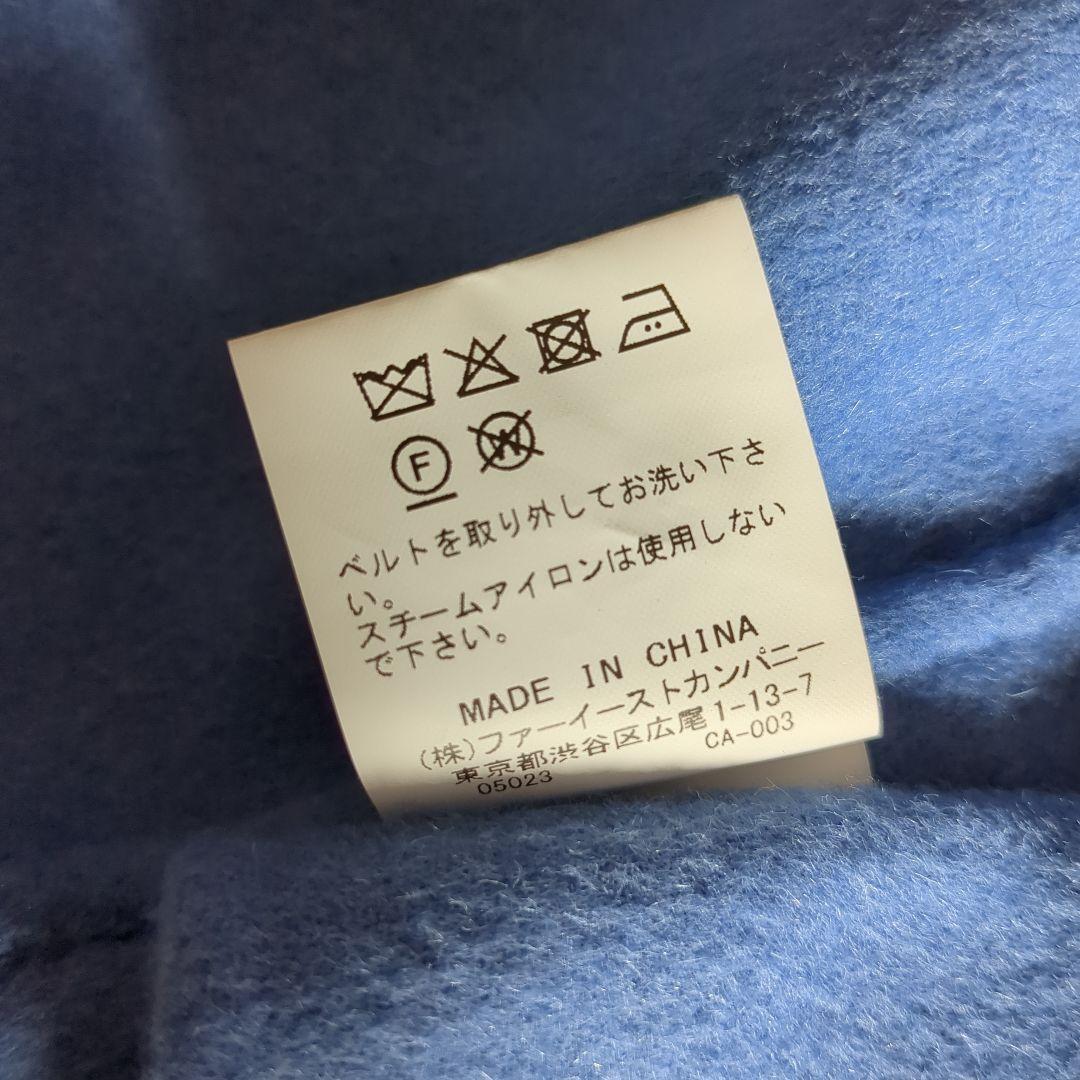 F W
ベルトを取り外してお洗い下さ
い。
スチームアイロンは使用しない
で下さい。
MADE IN CHINA
(株)ファーイーストカンパニー
東京都渋谷区広尾1-13-7
05023 CA-003